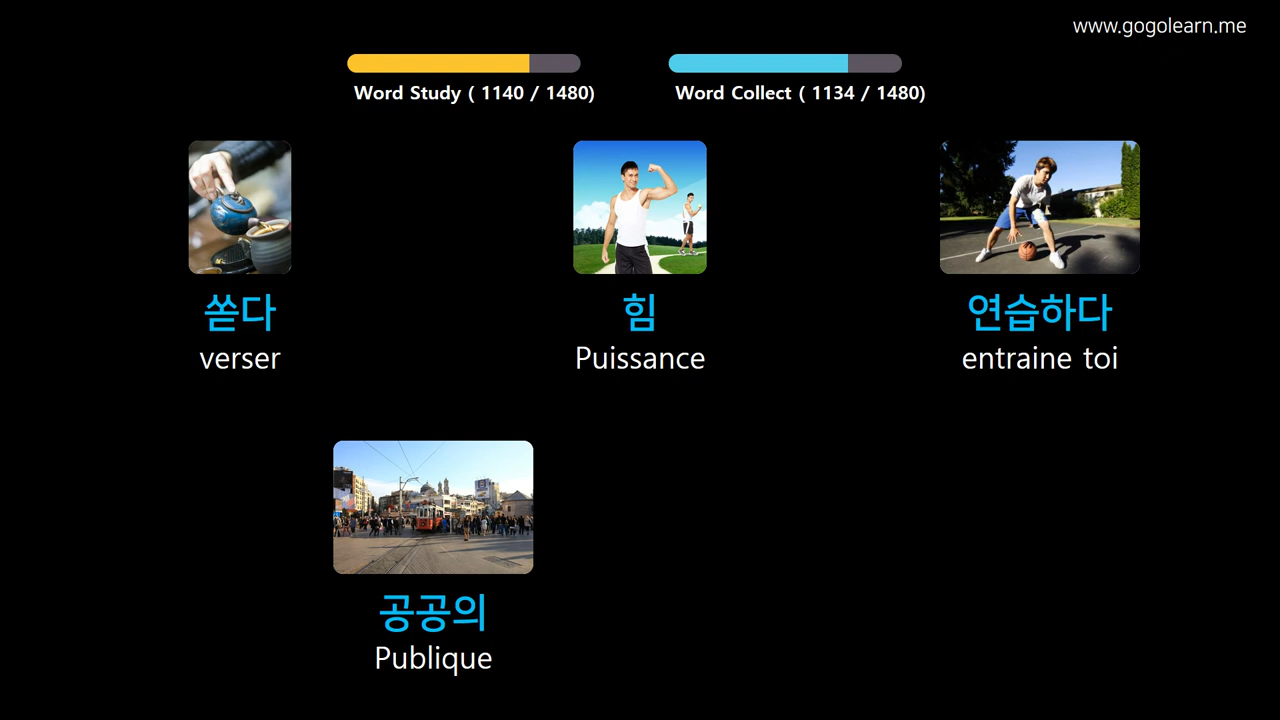 www.gogolearn.me
Word Study ( 1140 / 1480)
Word Collect ( 1134 / 1480)
쏟다
verser
힘
Puissance
연습하다
entraine toi
공공의
Publique